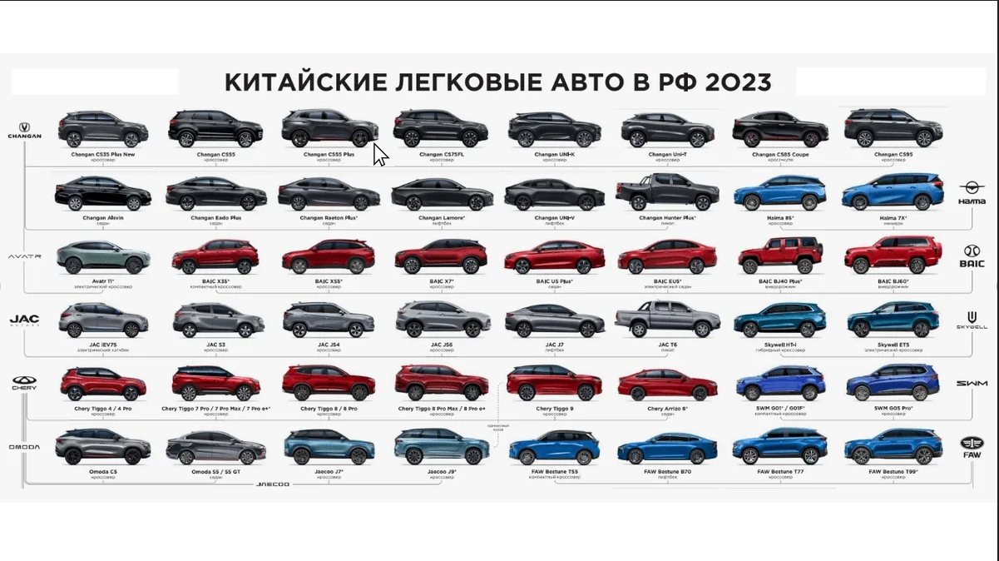 КИТАЙСКИЕ ЛЕГКОВЫЕ АВТО В РФ 2023
CHANGAN
Changan CS35 Plus New
кроссовер
Changan CS55
кроссовер
Changan CS55 Plus
кроссовер
Changan CS75FL
кроссовер
Changan UNI-K
кроссовер
Changan Uni-T
кроссовер
Changan CS85 Coupe
кросс-купе
Changan CS95
кроссовер
Changan Alsvin
седан
Changan Eado Plus
седан
Changan Raeton Plus*
седан
Changan Lamore*
лифтбек
Changan UNI-V
лифтбек
Changan Hunter Plus*
пикап
Haima 8S*
кроссовер
Haima 7X*
минивэн
HAIMA
AVATR
Avatr 11*
электрический кроссовер
BAIC X35*
компактный кроссовер
BAIC X55*
кроссовер
BAIC X7*
кроссовер
BAIC U5 Plus*
седан
BAIC EU5*
электрический седан
BAIC BJ40 Plus*
внедорожник
BAIC BJ60*
внедорожник
BAIC
JAC
MOTORS
JAC iEV7S
электрический хэтчбек
JAC S3
кроссовер
JAC JS4
кроссовер
JAC JS6
кроссовер
JAC J7
лифтбек
JAC T6
пикап
Skywell HT-i
гибридный кроссовер
Skywell ET5
электрический кроссовер
SKYWELL
CHERY
Chery Tiggo 4 / 4 Pro
кроссовер
Chery Tiggo 7 Pro / 7 Pro Max / 7 Pro e+*
кроссовер
Chery Tiggo 8 / 8 Pro
кроссовер
Chery Tiggo 8 Pro Max / 8 Pro e+
кроссовер
Chery Tiggo 9
кроссовер
Chery Arrizo 8*
седан
SWM G01* / G01F*
компактный кроссовер
SWM G05 Pro*
кроссовер
SWM
одинаковый
кузов
OMODA
Omoda C5
кроссовер
Omoda S5 / S5 GT
седан
Jaecoo J7*
кроссовер
Jaecoo J9*
кроссовер
FAW Bestune T55
компактный кроссовер
FAW Bestune B70
лифтбек
FAW Bestune T77
кроссовер
FAW Bestune T99*
кроссовер
FAW
JAECOO